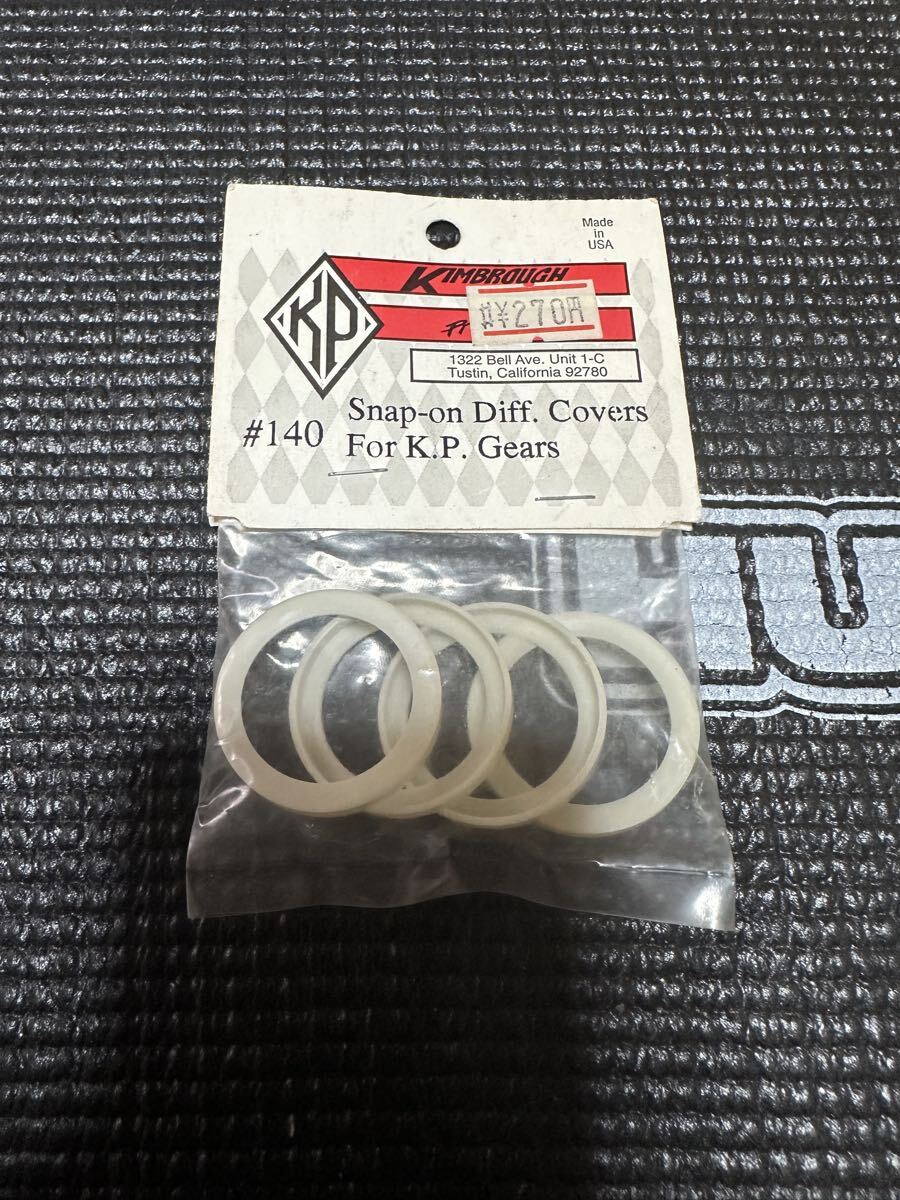 Made
in
USA
KP
KIMBROUGH
¥270円
1322 Bell Ave. Unit 1-C
Tustin, California 92780
#140
Snap-on Diff. Covers
For K.P. Gears